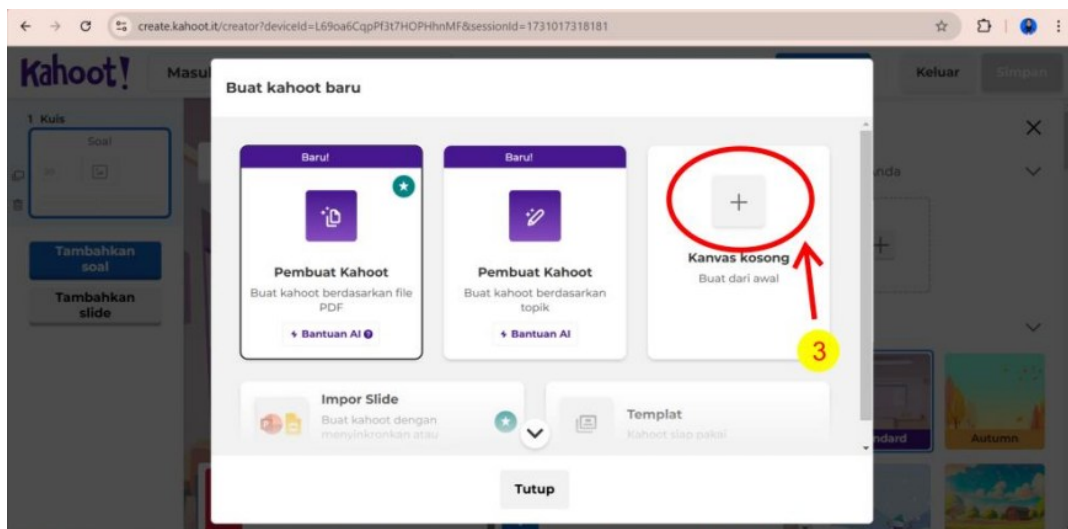 create.kahoot.it/creator?deviceId=L69oa6CqpPf3t7HOPHhnMF&sessionId=1731017318181
Kahoot!
Keluar
Simpan
Buat kahoot baru
1 Kuis
Soal
Tambahkan
soal
Tambahkan
slide
Baru!
Pembuat Kahoot
Buat kahoot berdasarkan file
PDF
Bantuan AI
Baru!
Pembuat Kahoot
Buat kahoot berdasarkan
topik
Bantuan AI
Kanvas kosong
Buat dari awal
3
Impor Slide
Buat kahoot dengan
menyinkronkan atau
Templat
Kahoot siap pakai
Autumn
Tutup